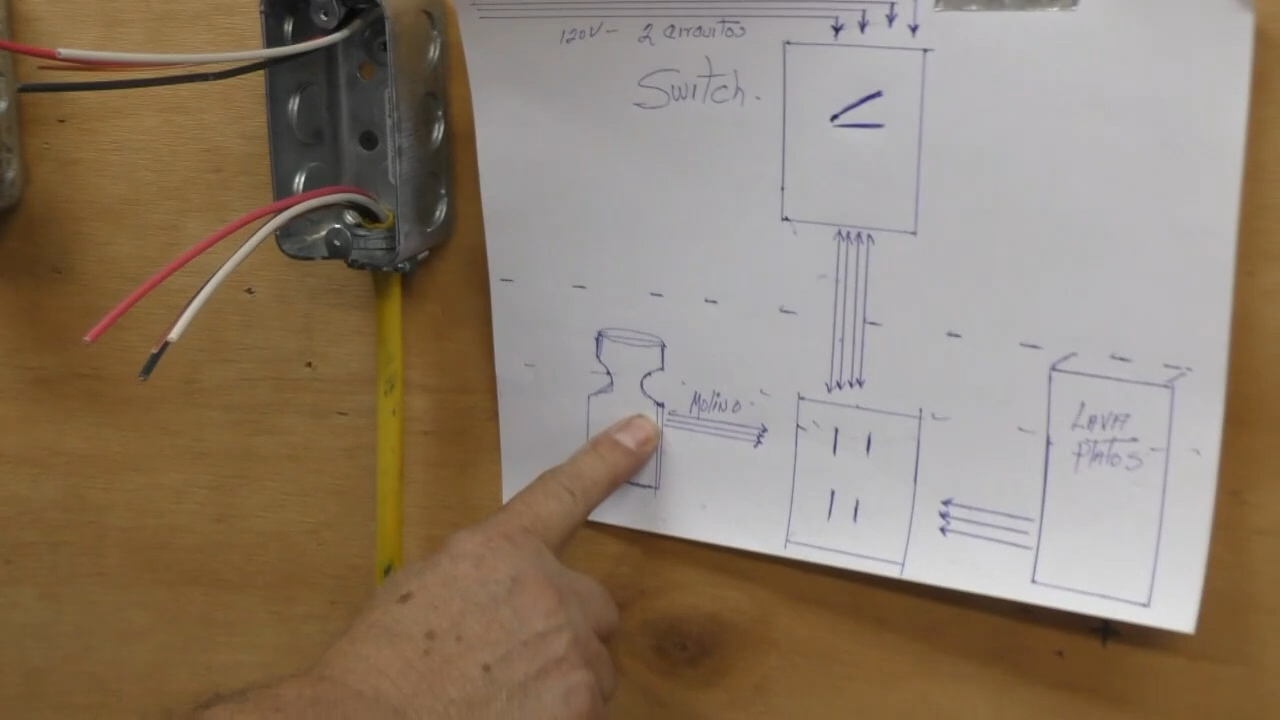 120V - 2 Circuitos
Switch.
Molino
LAVA
Platos